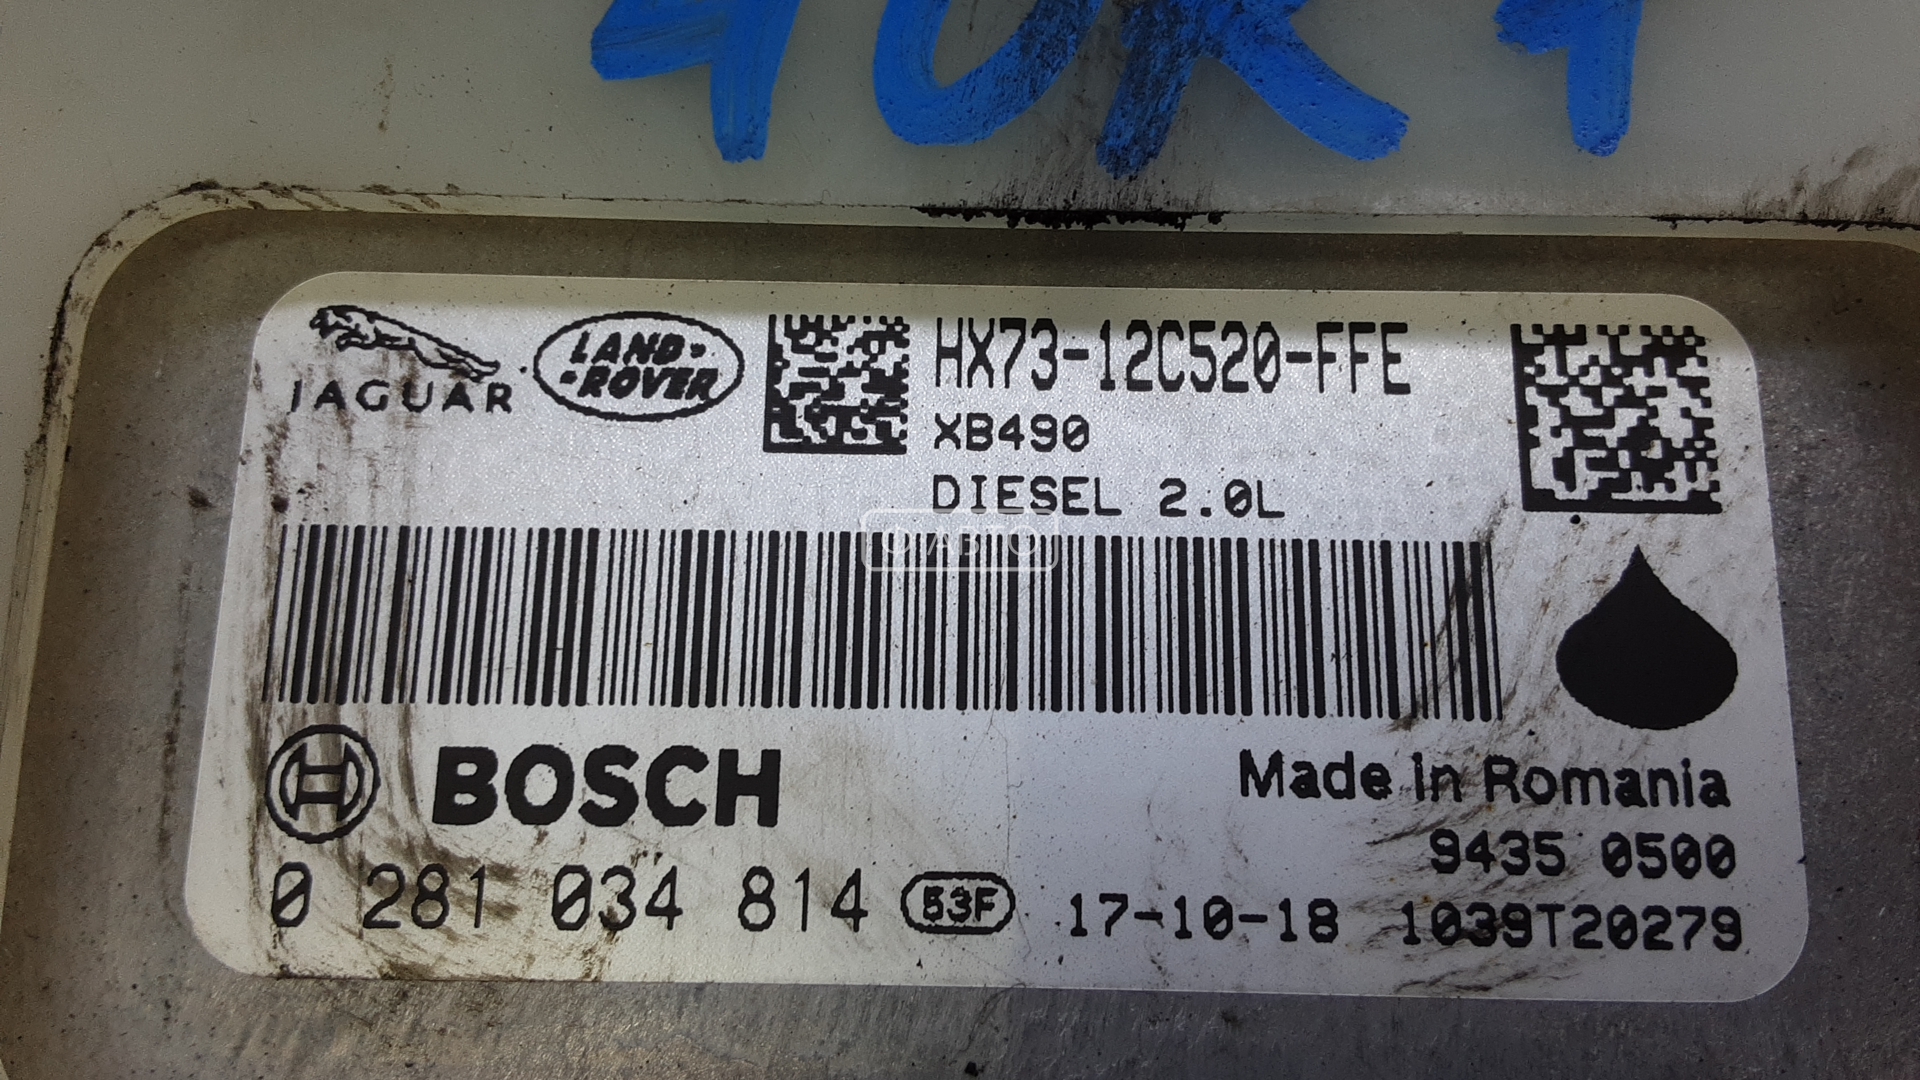 JAGUAR
LAND-
-ROVER
HX73-12C520-FFE
XB490
DIESEL 2.0L
АВТО
BOSCH
Made in Romania
9435 0500
0 281 034 814 53F 17-10-18 1039T20279